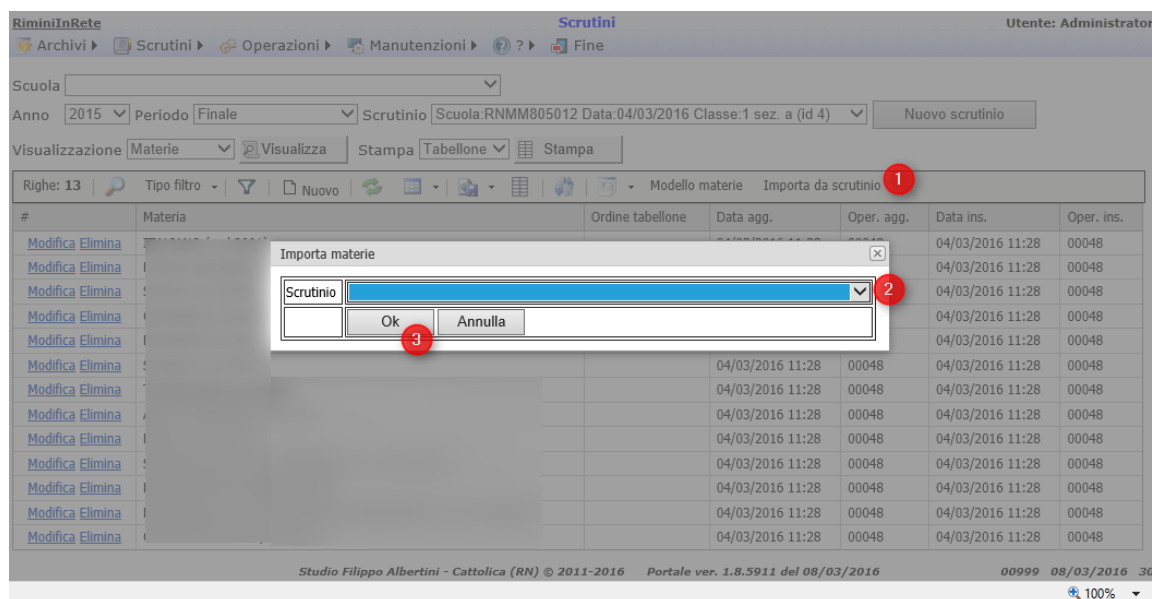 RiminiInRete Scrutini Utente: Administrator
Archivi Scrutini Operazioni Manutenzioni ? Fine
Scuola
Anno 2015 Periodo Finale Scrutinio Scuola:RNMM805012 Data:04/03/2016 Classe:1 sez. a (id 4) Nuovo scrutinio
Visualizzazione Materie Visualizza Stampa Tabellone Stampa
Righe: 13 Tipo filtro Nuovo Modello materie Importa da scrutinio 1
# Materia Ordine tabellone Data agg. Oper. agg. Data ins. Oper. ins.
Modifica Elimina 04/03/2016 11:28 00048
Importa materie
Modifica Elimina 04/03/2016 11:28 00048
Modifica Elimina Scrutinio 2 04/03/2016 11:28 00048
Modifica Elimina Ok Annulla 04/03/2016 11:28 00048
3
Modifica Elimina 04/03/2016 11:28 00048
Modifica Elimina 04/03/2016 11:28 00048 04/03/2016 11:28 00048
Modifica Elimina 04/03/2016 11:28 00048 04/03/2016 11:28 00048
Modifica Elimina 04/03/2016 11:28 00048 04/03/2016 11:28 00048
Modifica Elimina 04/03/2016 11:28 00048 04/03/2016 11:28 00048
Modifica Elimina 04/03/2016 11:28 00048 04/03/2016 11:28 00048
Modifica Elimina 04/03/2016 11:28 00048 04/03/2016 11:28 00048
Modifica Elimina 04/03/2016 11:28 00048 04/03/2016 11:28 00048
Modifica Elimina 04/03/2016 11:28 00048 04/03/2016 11:28 00048
Studio Filippo Albertini - Cattolica (RN) © 2011-2016 Portale ver. 1.8.5911 del 08/03/2016 00999 08/03/2016 30
100%